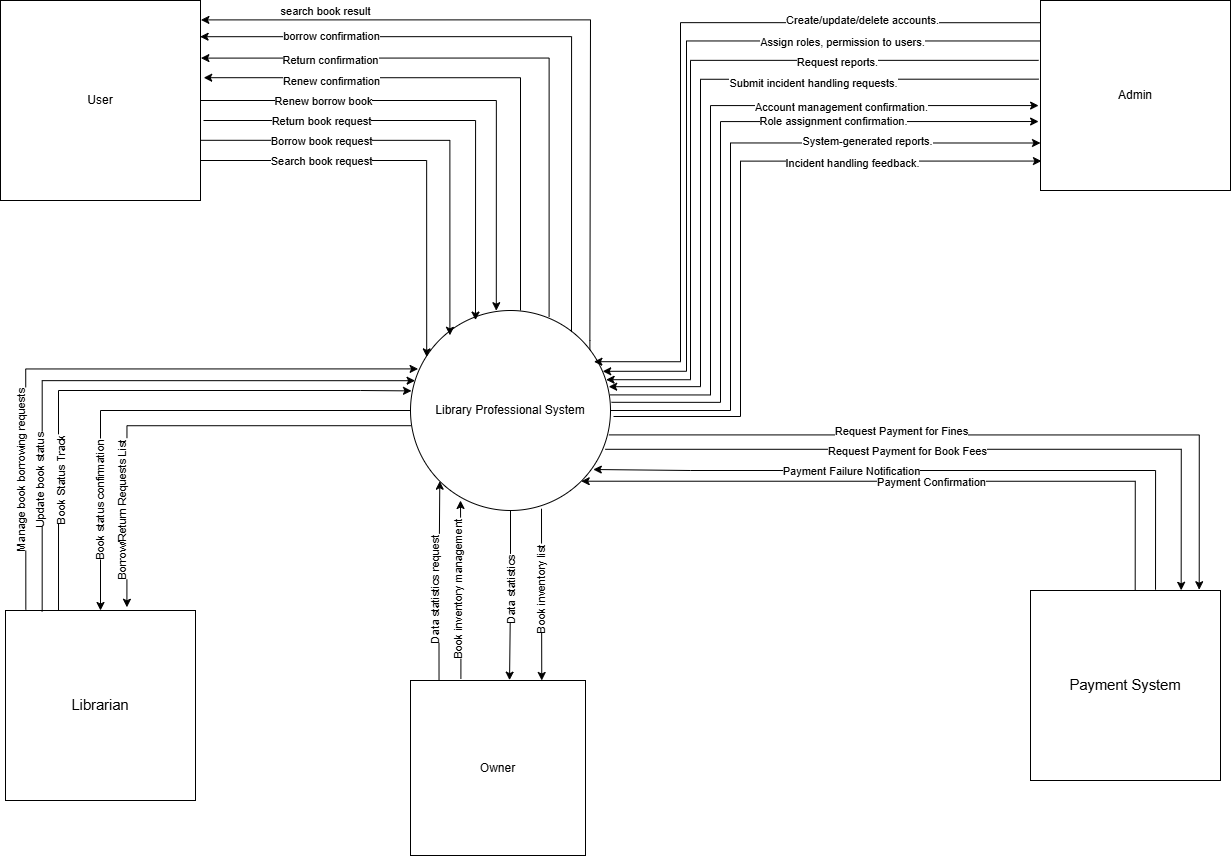 search book result
borrow confirmation
Return confirmation
Renew confirmation
User
Renew borrow book
Return book request
Borrow book request
Search book request
Create/update/delete accounts.
Assign roles, permission to users.
Request reports.
Submit incident handling requests.
Admin
Account management confirmation.
Role assignment confirmation.
System-generated reports.
Incident handling feedback.
Library Professional System
Manage book borrowing requests
Update book status
Book Status Track
Book status confirmation
Borrow/Return Requests List
Request Payment for Fines
Request Payment for Book Fees
Payment Failure Notification
Payment Confirmation
Data statistics request
Book inventory management
Data statistics
Book inventory list
Librarian
Owner
Payment System